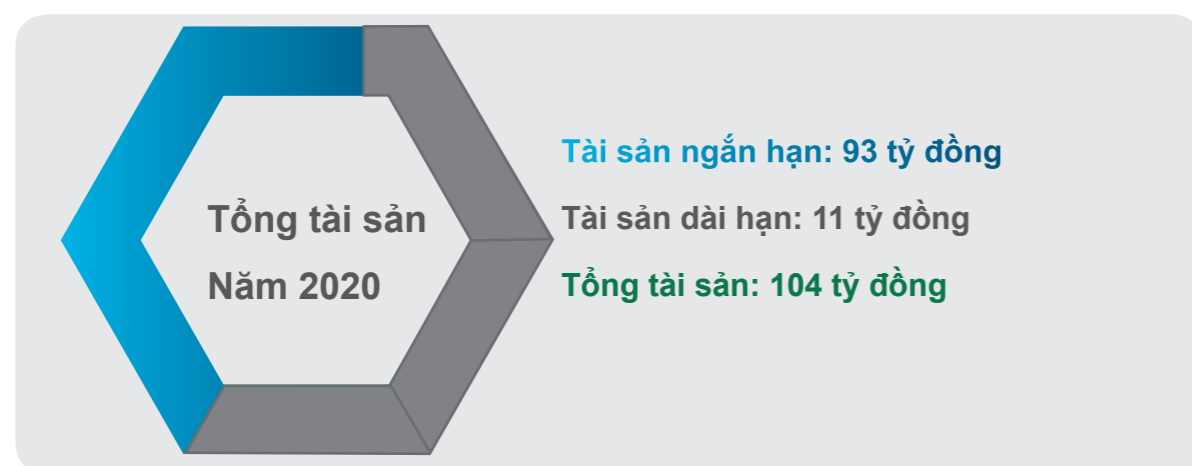 Tổng tài sản
Năm 2020
Tài sản ngắn hạn: 93 tỷ đồng
Tài sản dài hạn: 11 tỷ đồng
Tổng tài sản: 104 tỷ đồng